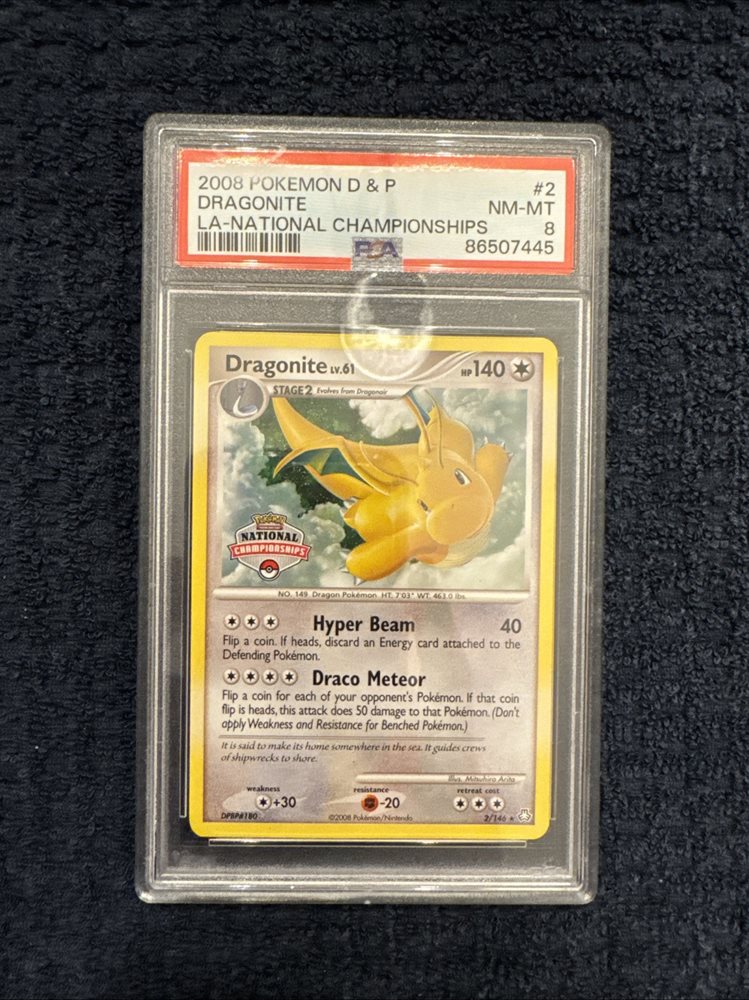 2008 POKEMON D & P #2
DRAGONITE NM-MT
LA-NATIONAL CHAMPIONSHIPS 8
86507445
PSA
Dragonite LV.61 HP 140
STAGE 2 Evolves from Dragonair
Pokémon
NATIONAL
CHAMPIONSHIPS
NO. 149 Dragon Pokémon HT: 7'03" WT: 463.0 lbs.
Hyper Beam 40
Flip a coin. If heads, discard an Energy card attached to the
Defending Pokémon.
Draco Meteor
Flip a coin for each of your opponent's Pokémon. If that coin
flip is heads, this attack does 50 damage to that Pokémon. (Don't
apply Weakness and Resistance for Benched Pokémon.)
It is said to make its home somewhere in the sea. It guides crews
of shipwrecks to shore.
Illus. Mitsuhiro Arita
weakness resistance retreat cost
+30 -20
DPBP#180 ©2008 Pokémon/Nintendo 2/146 ★